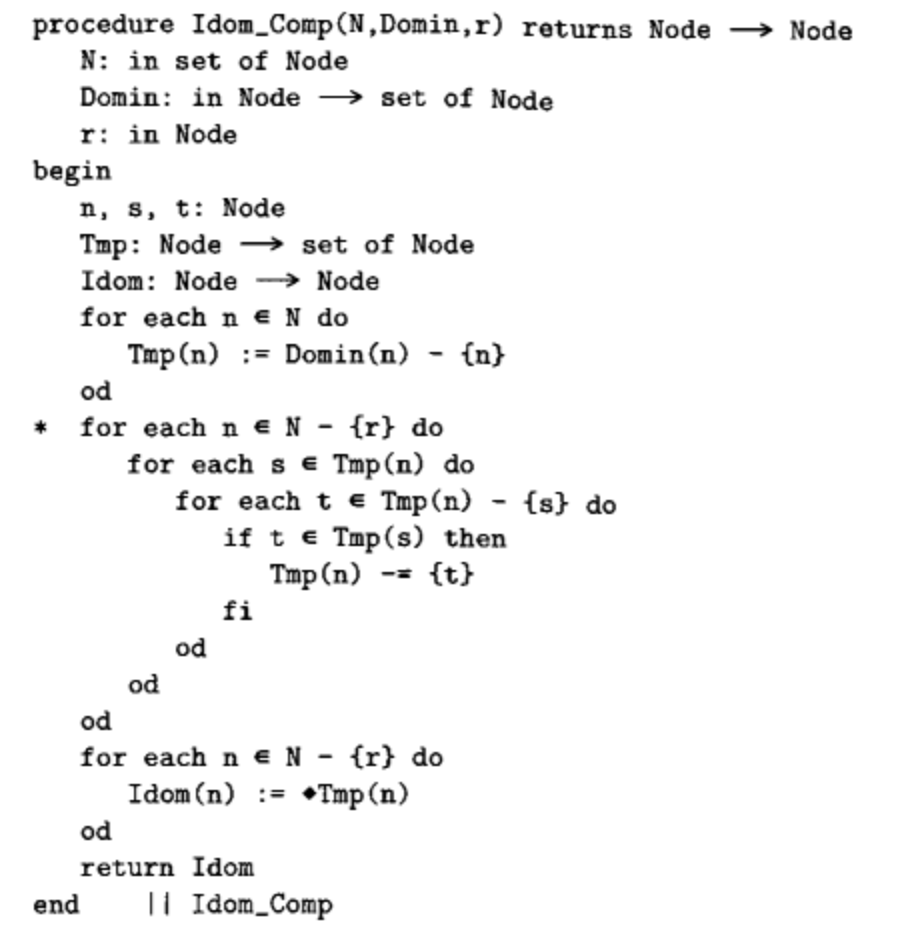 procedure Idom_Comp(N,Domin,r) returns Node ⟶ Node
   N: in set of Node
   Domin: in Node ⟶ set of Node
   r: in Node
begin
   n, s, t: Node
   Tmp: Node ⟶ set of Node
   Idom: Node ⟶ Node
   for each n ∈ N do
      Tmp(n) := Domin(n) - {n}
   od
*  for each n ∈ N - {r} do
      for each s ∈ Tmp(n) do
         for each t ∈ Tmp(n) - {s} do
            if t ∈ Tmp(s) then
               Tmp(n) -= {t}
            fi
         od
      od
   od
   for each n ∈ N - {r} do
      Idom(n) := ◆Tmp(n)
   od
   return Idom
end    || Idom_Comp